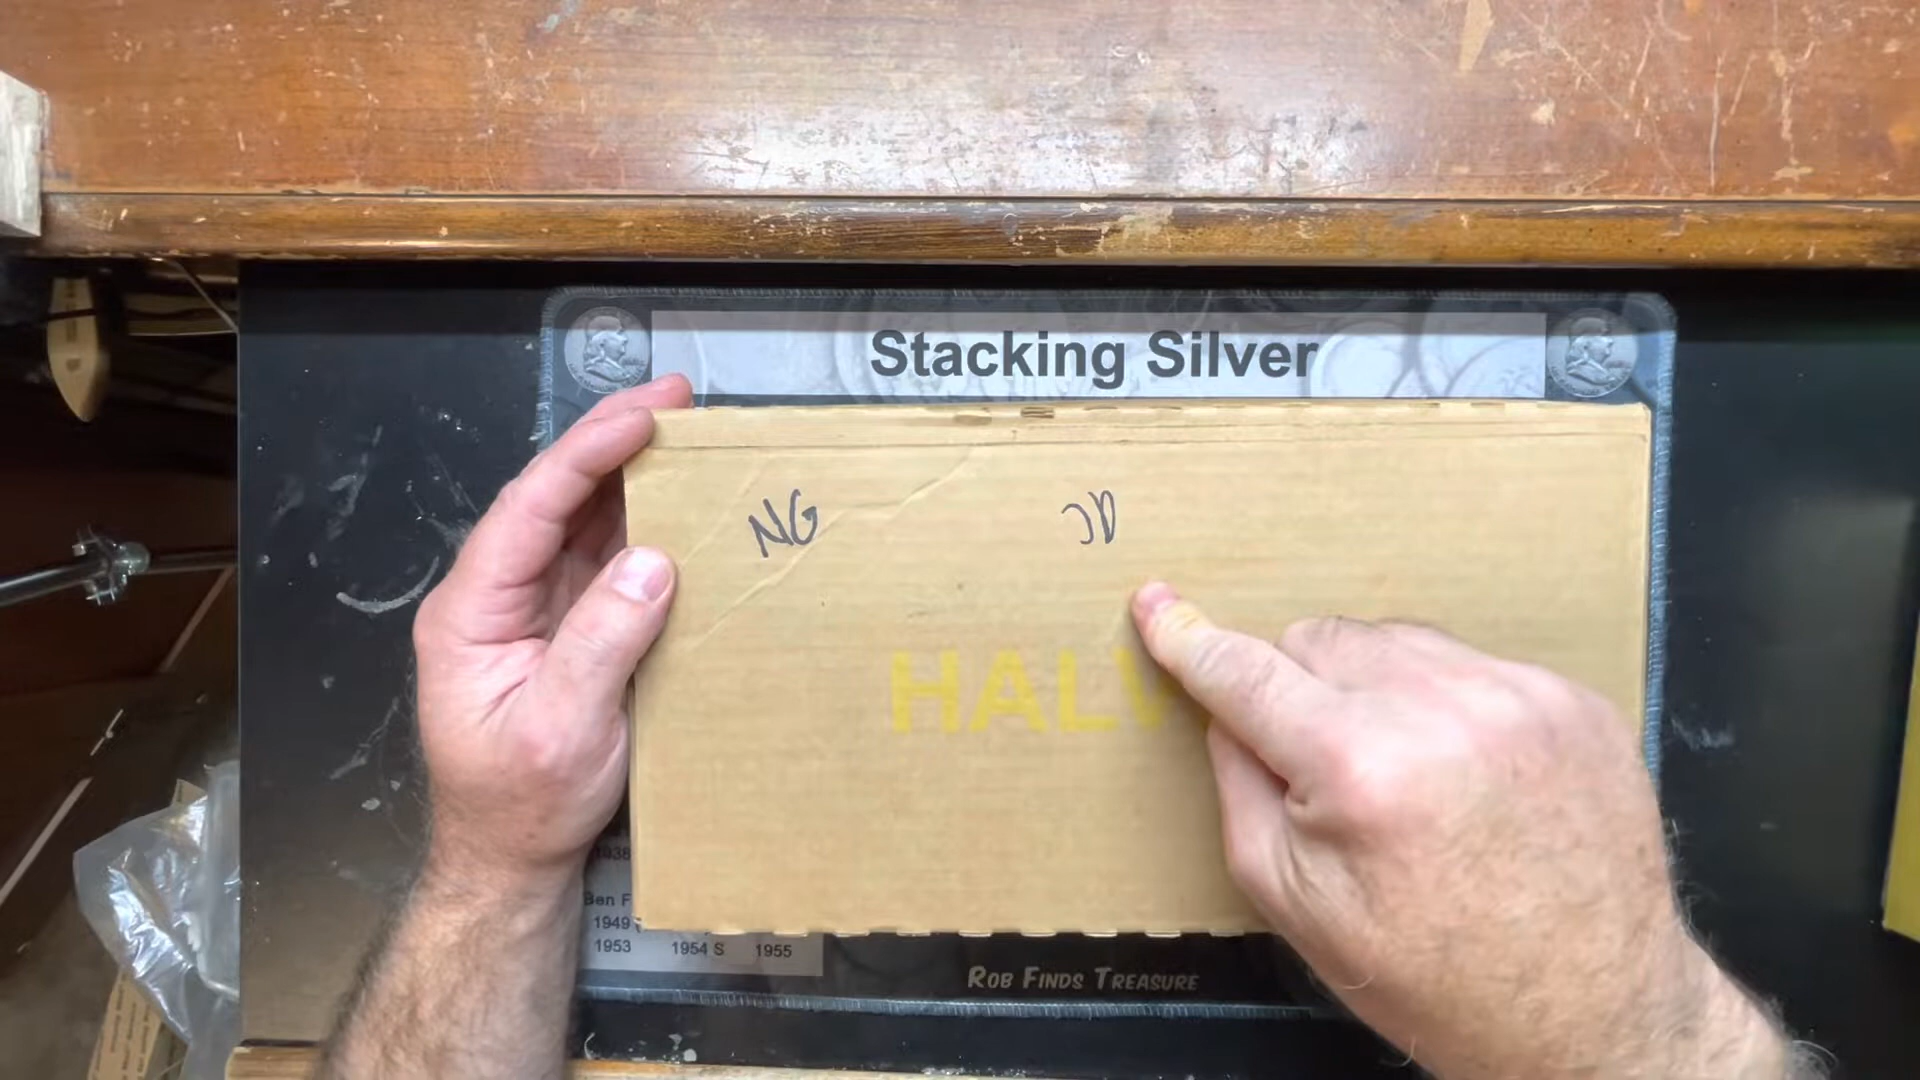 Stacking Silver
NG JD
HALV
1938
Ben F
1949
1953 1954 S 1955
ROB FINDS TREASURE